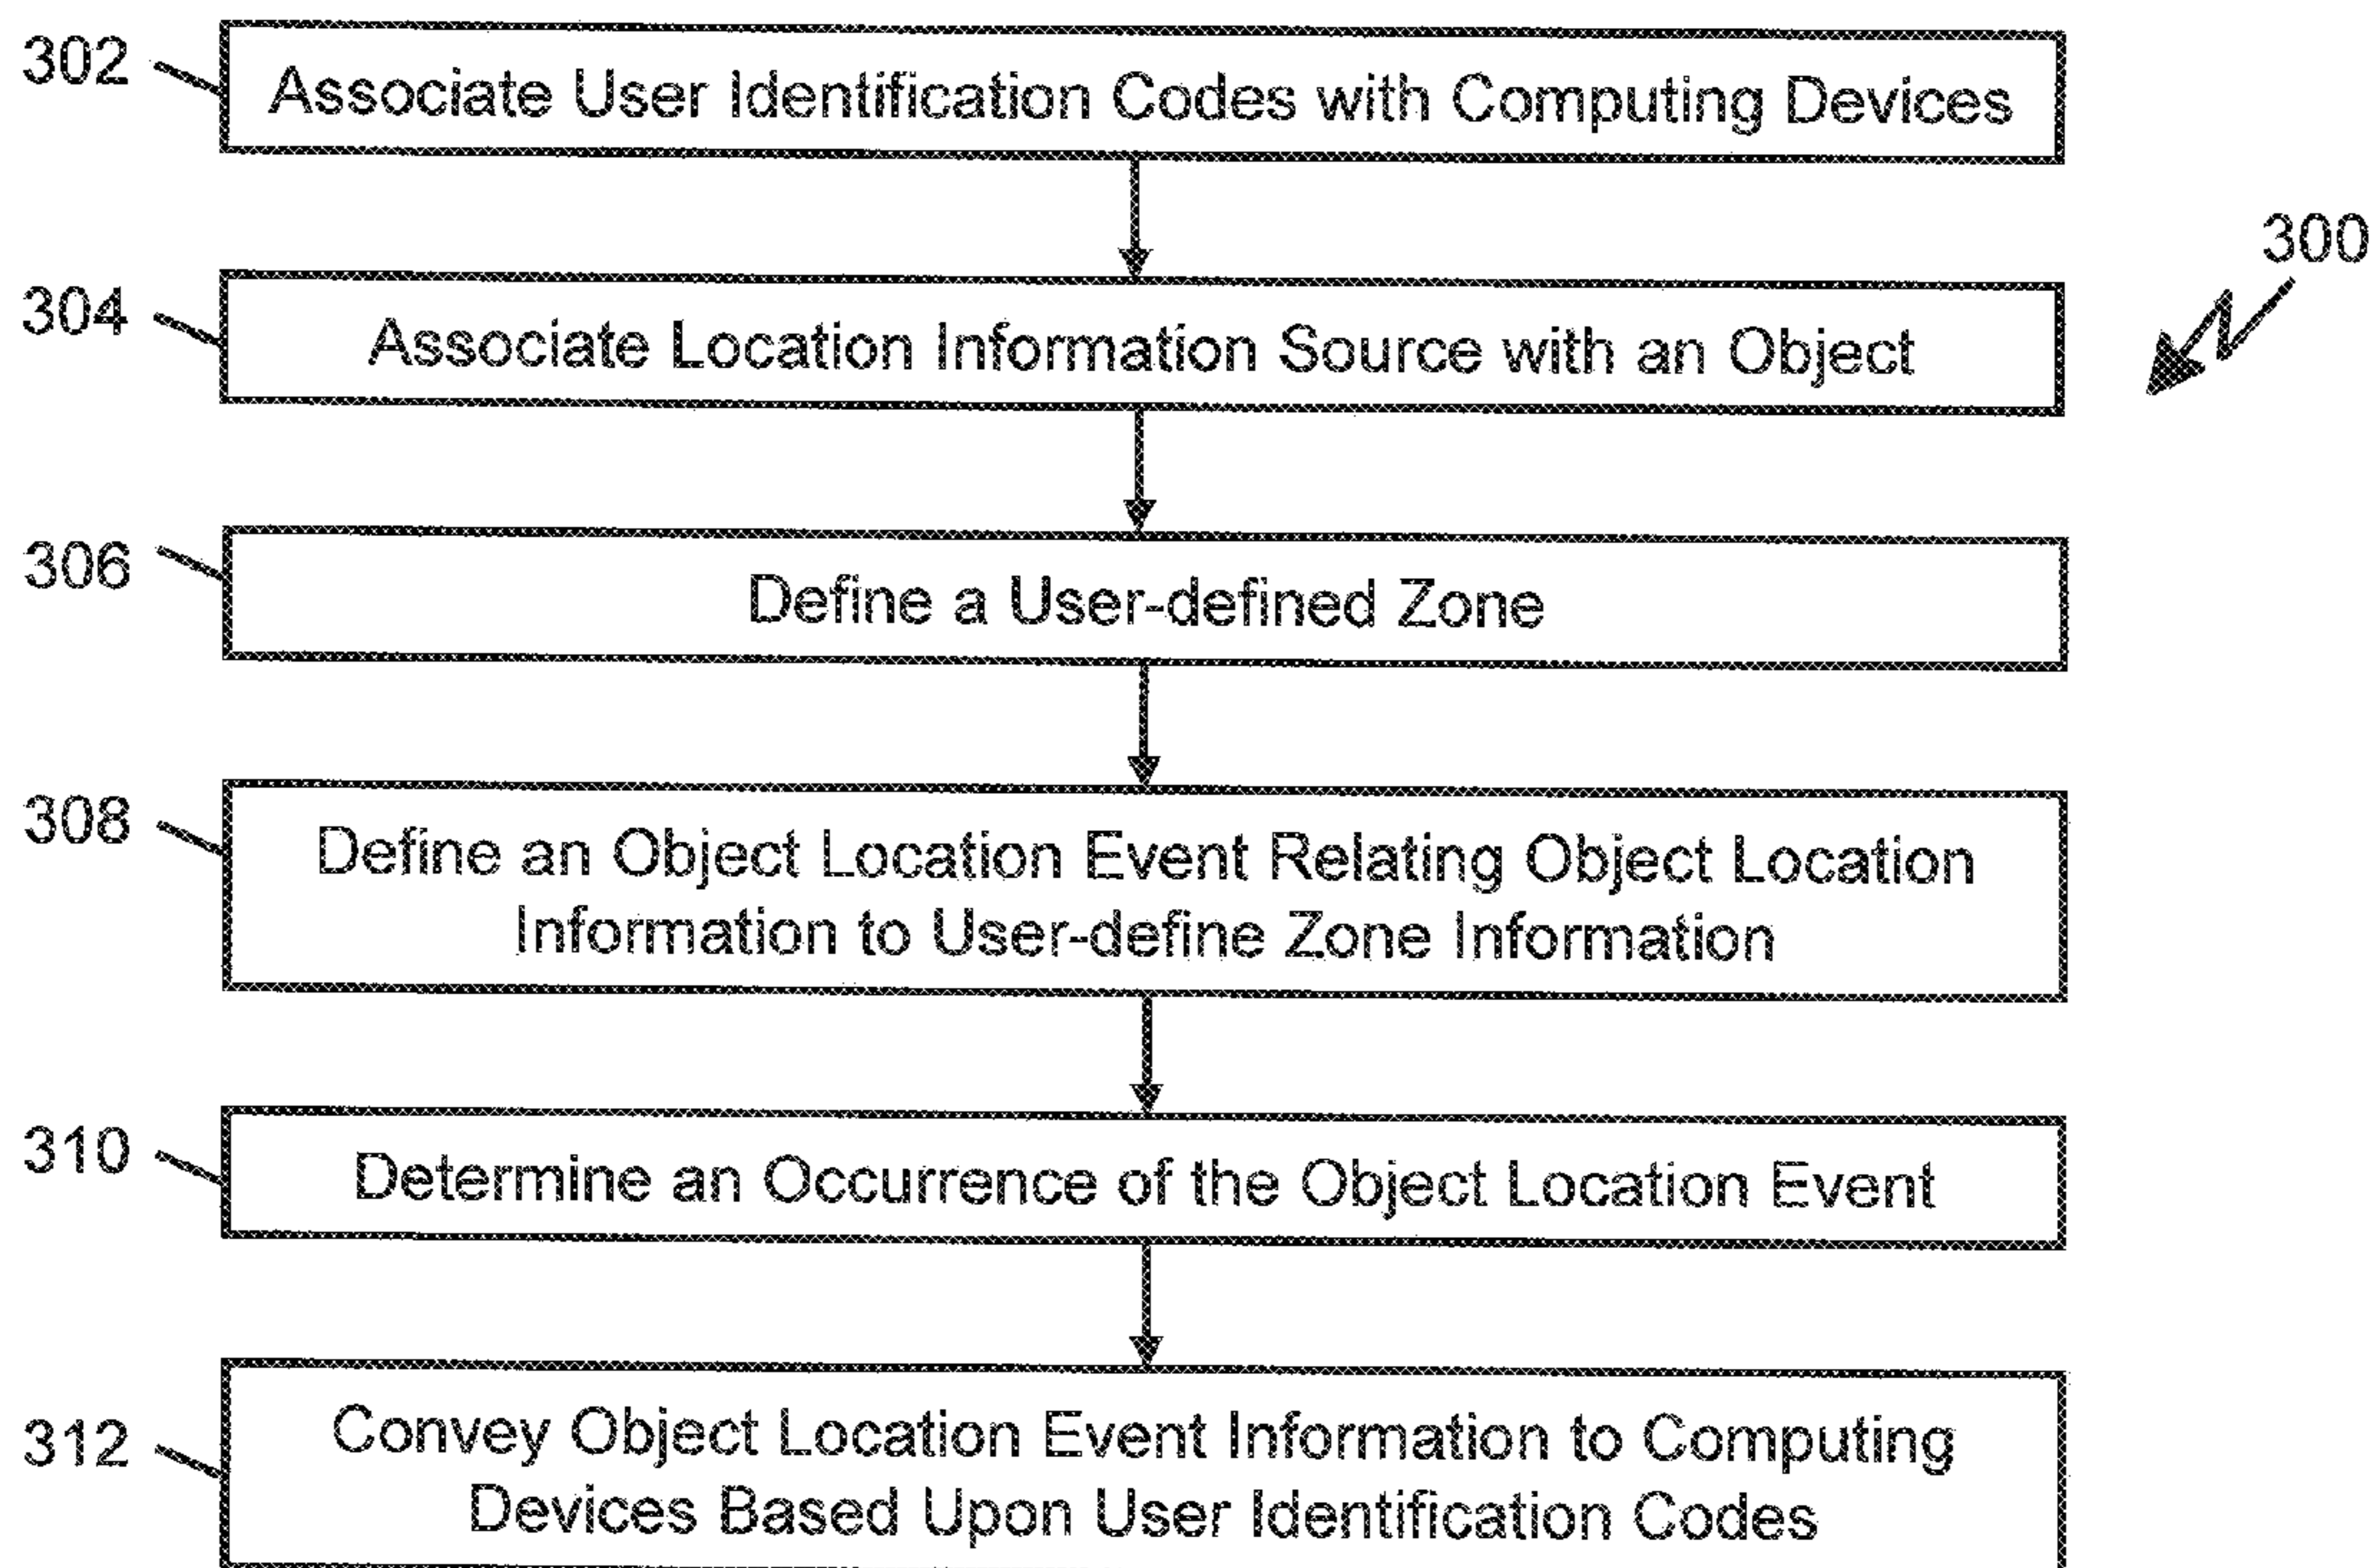 302
Associate User Identification Codes with Computing Devices
300
304
Associate Location Information Source with an Object
306
Define a User-defined Zone
308
Define an Object Location Event Relating Object Location
Information to User-define Zone Information
310
Determine an Occurrence of the Object Location Event
312
Convey Object Location Event Information to Computing
Devices Based Upon User Identification Codes